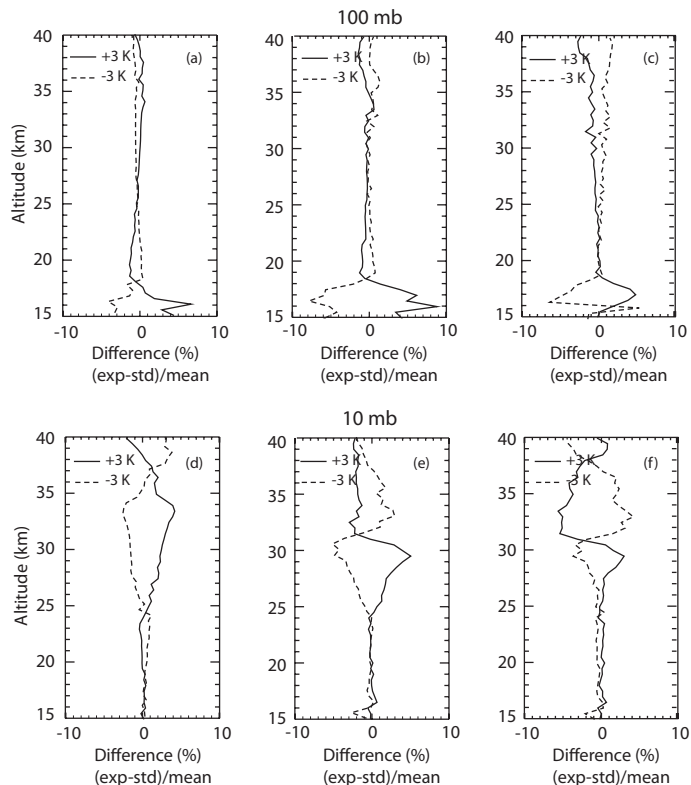 100 mb
40
35
30
25
20
15
Altitude (km)
+3 K
-3 K
(a)
-10 0 10
Difference (%)
(exp-std)/mean
40
35
30
25
20
15
+3 K
-3 K
(b)
-10 0 10
Difference (%)
(exp-std)/mean
40
35
30
25
20
15
+3 K
-3 K
(c)
-10 0 10
Difference (%)
(exp-std)/mean
10 mb
40
35
30
25
20
15
Altitude (km)
+3 K
-3 K
(d)
-10 0 10
Difference (%)
(exp-std)/mean
40
35
30
25
20
15
+3 K
-3 K
(e)
-10 0 10
Difference (%)
(exp-std)/mean
40
35
30
25
20
15
+3 K
-3 K
(f)
-10 0 10
Difference (%)
(exp-std)/mean